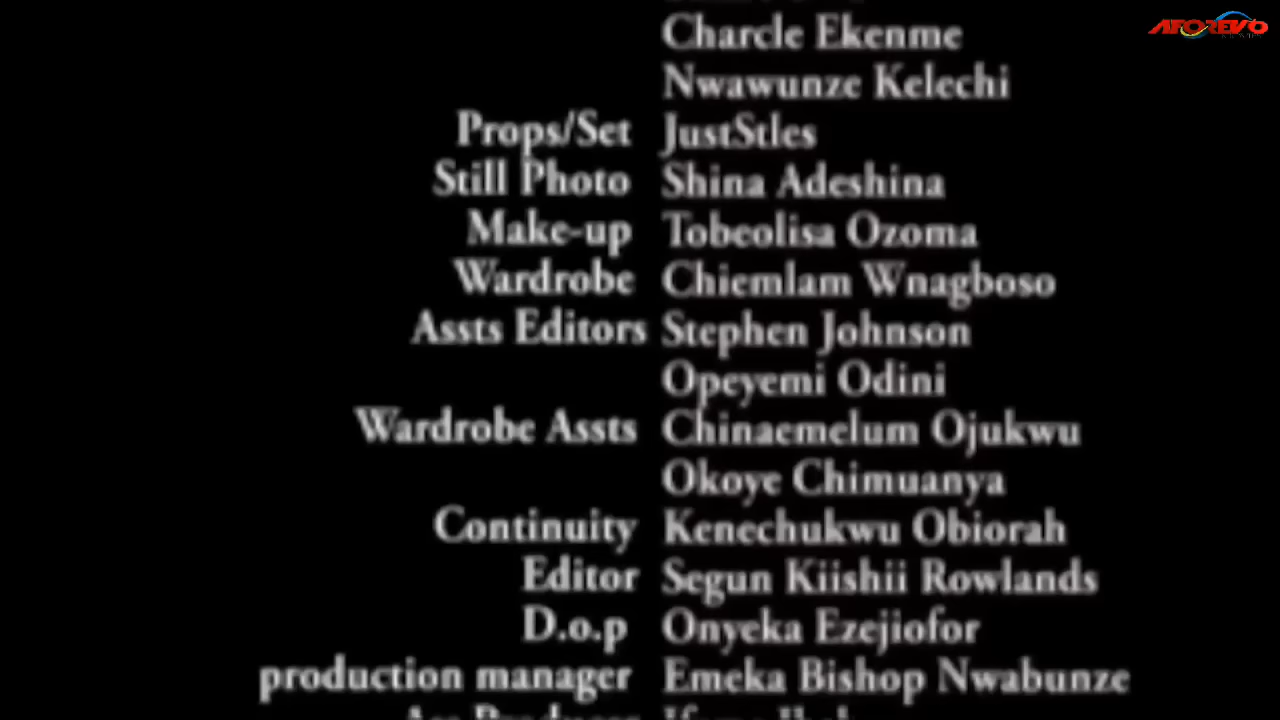 AFOREVO
Charcle Ekenme
Nwawunze Kelechi
Props/Set JustStles
Still Photo Shina Adeshina
Make-up Tobeolisa Ozoma
Wardrobe Chiemlam Wnagboso
Assts Editors Stephen Johnson
Opeyemi Odini
Wardrobe Assts Chinaemelum Ojukwu
Okoye Chimuanya
Continuity Kenechukwu Obiorah
Editor Segun Kiishii Rowlands
D.o.p Onyeka Ezejiofor
production manager Emeka Bishop Nwabunze